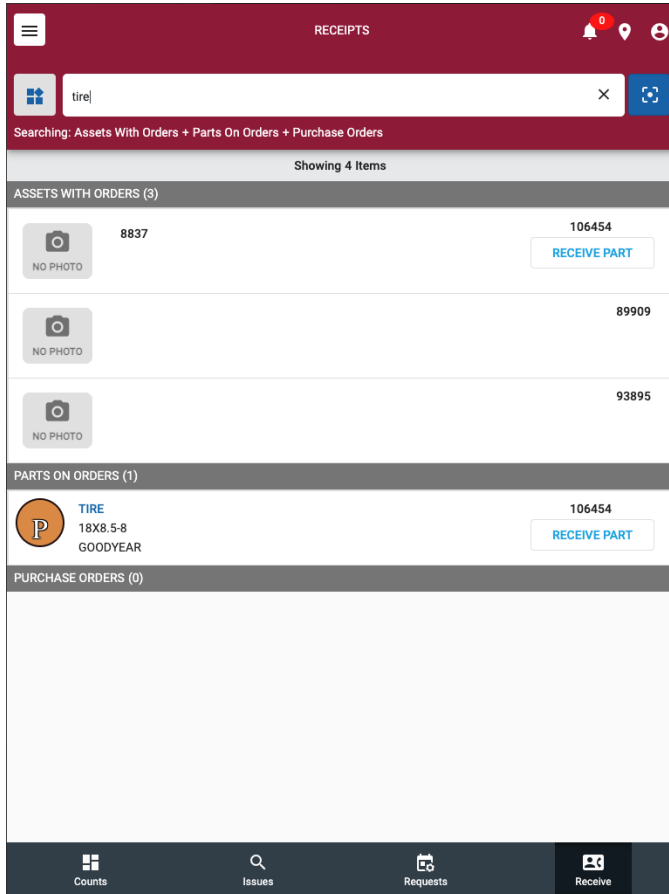 RECEIPTS
0
tire
Searching: Assets With Orders + Parts On Orders + Purchase Orders
Showing 4 Items
ASSETS WITH ORDERS (3)
NO PHOTO
8837
106454
RECEIVE PART
NO PHOTO
89909
NO PHOTO
93895
PARTS ON ORDERS (1)
P
TIRE
18X8.5-8
GOODYEAR
106454
RECEIVE PART
PURCHASE ORDERS (0)
Counts
Issues
Requests
Receive